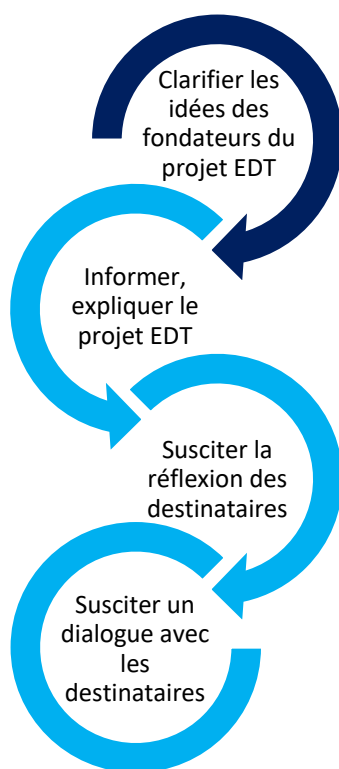 Clarifier les
idées des
fondateurs du
projet EDT
Informer,
expliquer le
projet EDT
Susciter la
réflexion des
destinataires
Susciter un
dialogue avec
les
destinataires